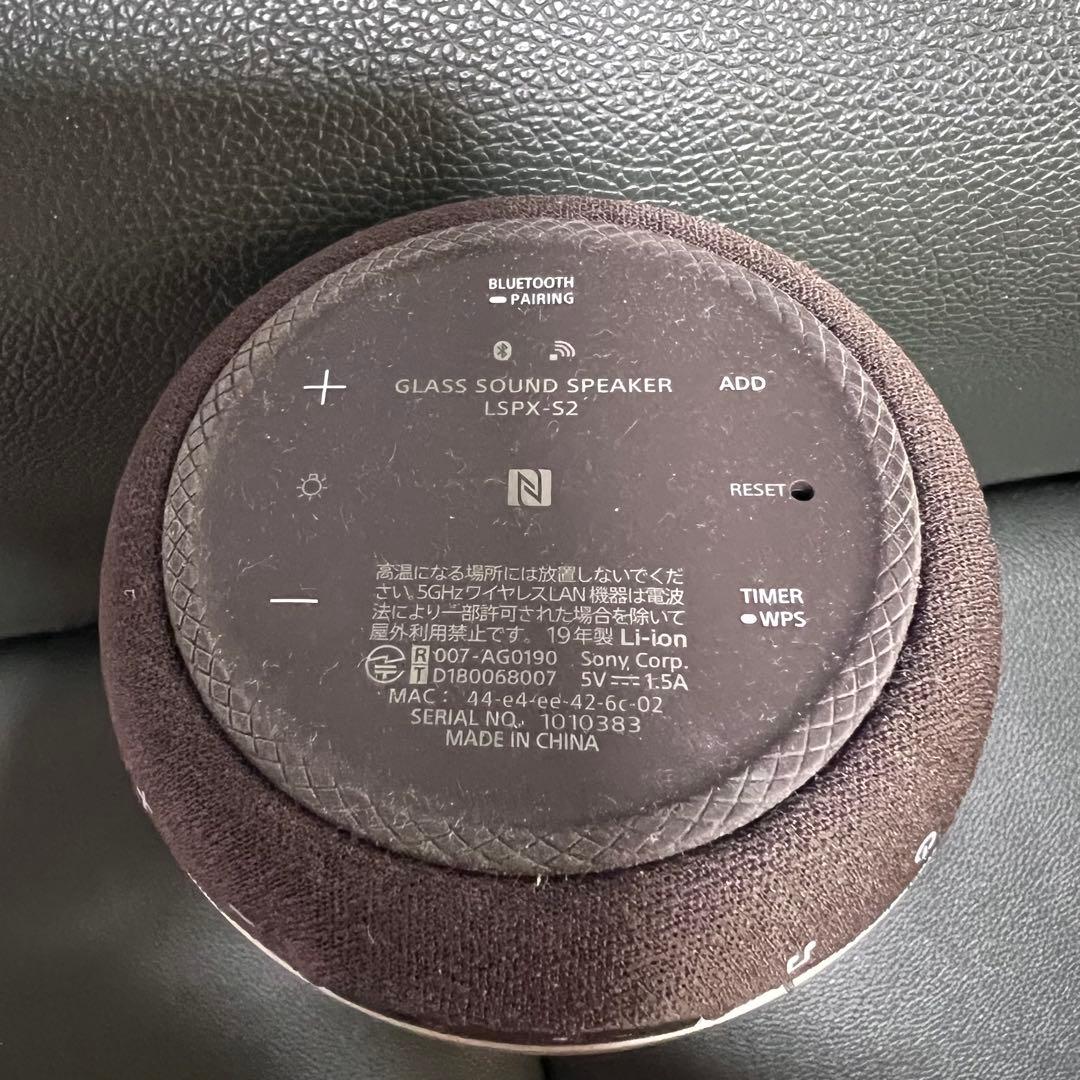 BLUETOOTH
PAIRING
GLASS SOUND SPEAKER
LSPX-S2
ADD
RESET
高温になる場所には放置しないでくだ
さい。5GHzワイヤレスLAN機器は電波
法により一部許可された場合を除いて
屋外利用禁止です。 19年製 Li-ion
R 007-AG0190 Sony Corp.
T D180068007 5V ⎓ 1.5A
MAC: 44-e4-ee-42-6c-02
SERIAL NO. 1010383
MADE IN CHINA
TIMER
WPS